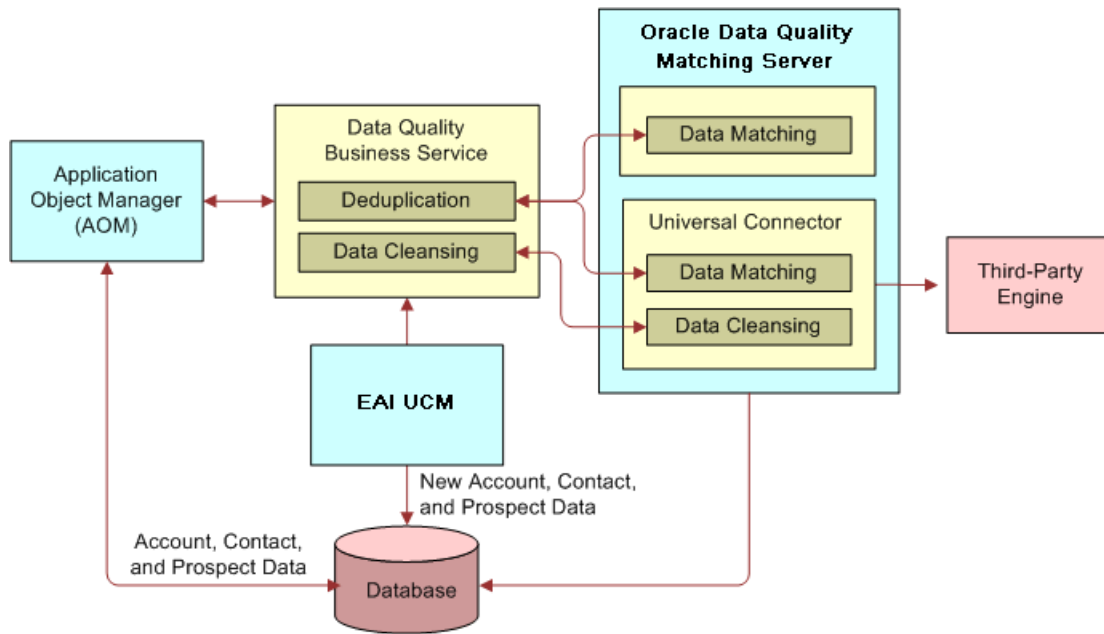 Oracle Data Quality
Matching Server
Data Matching
Data Quality
Business Service
Deduplication
Data Cleansing
Application
Object Manager
(AOM)
Universal Connector
Data Matching
Data Cleansing
Third-Party
Engine
EAI UCM
New Account, Contact,
and Prospect Data
Account, Contact,
and Prospect Data
Database